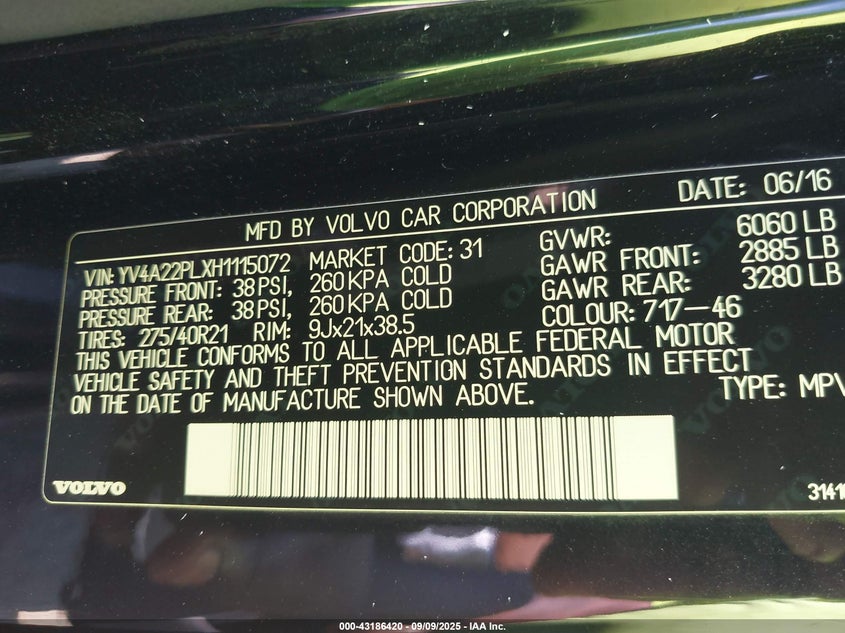 MFD BY VOLVO CAR CORPORATION DATE: 06/16
VIN: YV4A22PLXH1115072 MARKET CODE: 31 GVWR: 6060 LB
PRESSURE FRONT: 38 PSI, 260 KPA COLD GAWR FRONT: 2885 LB
PRESSURE REAR: 38 PSI, 260 KPA COLD GAWR REAR: 3280 LB
TIRES: 275/40R21 RIM: 9Jx21x38.5 COLOUR: 717-46
THIS VEHICLE CONFORMS TO ALL APPLICABLE FEDERAL MOTOR
VEHICLE SAFETY AND THEFT PREVENTION STANDARDS IN EFFECT
ON THE DATE OF MANUFACTURE SHOWN ABOVE. TYPE: MPV
VOLVO 
000-43186420 - 09/09/2025 - IAA Inc.